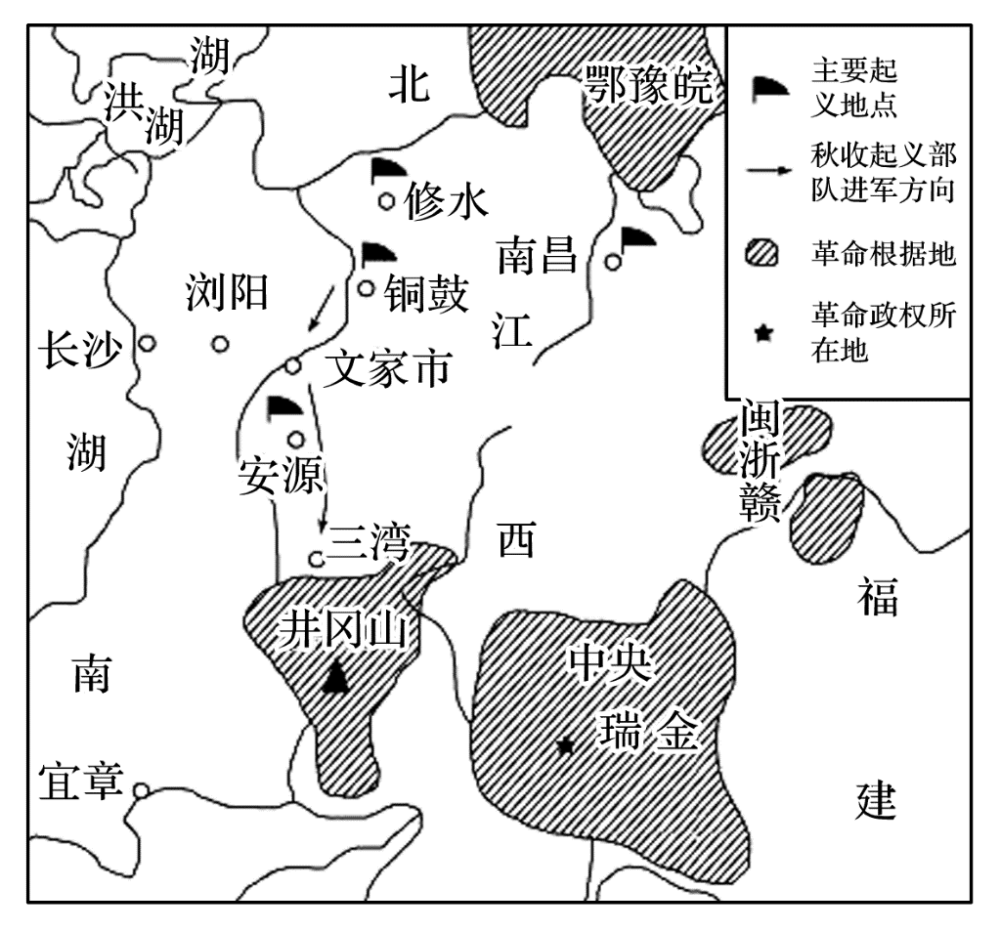 湖
北
洪
湖
鄂豫皖
修水
南昌
铜鼓
浏阳
江
长沙
文家市
湖
安源
三湾
西
闽
浙
赣
福
井冈山
中央
南
瑞金
宜章
建
主要起
义地点
秋收起义部
队进军方向
革命根据地
革命政权所
在地